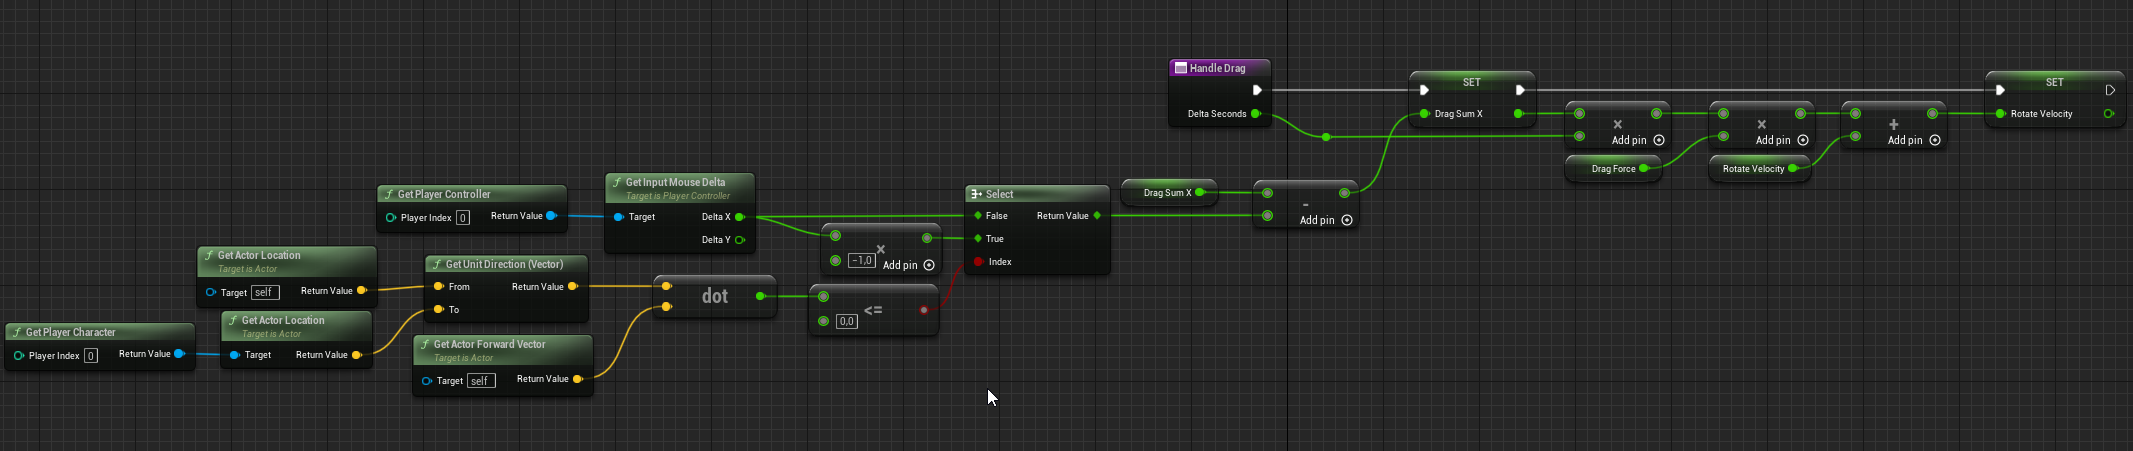 Handle Drag
Delta Seconds
SET
Drag Sum X
×
Add pin
Drag Force
×
Add pin
Rotate Velocity
+
Add pin
SET
Rotate Velocity
Get Player Controller
Player Index 0 Return Value
Get Input Mouse Delta
Target is Player Controller
Target Delta X
Delta Y
×
-1,0 Add pin
Select
False Return Value
True
Index
Drag Sum X
-
Add pin
Get Actor Location
Target is Actor
Target self Return Value
Get Unit Direction (Vector)
From Return Value
To
dot
<=
0,0
Get Player Character
Player Index 0 Return Value
Get Actor Location
Target is Actor
Target Return Value
Get Actor Forward Vector
Target is Actor
Target self Return Value